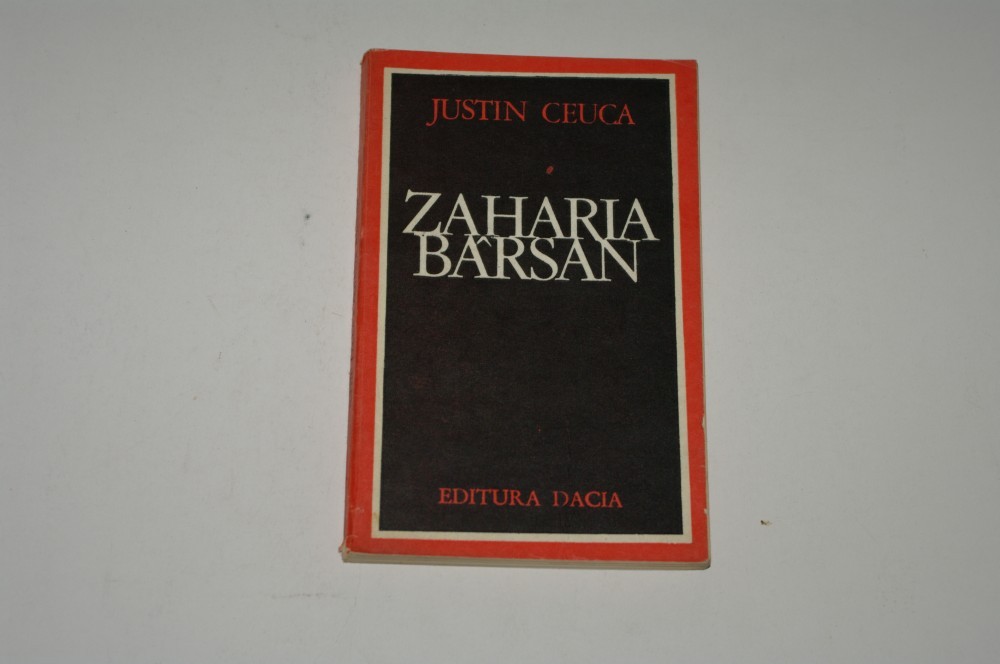 JUSTIN CEUCA
ZAHARIA
BÂRSAN
EDITURA DACIA